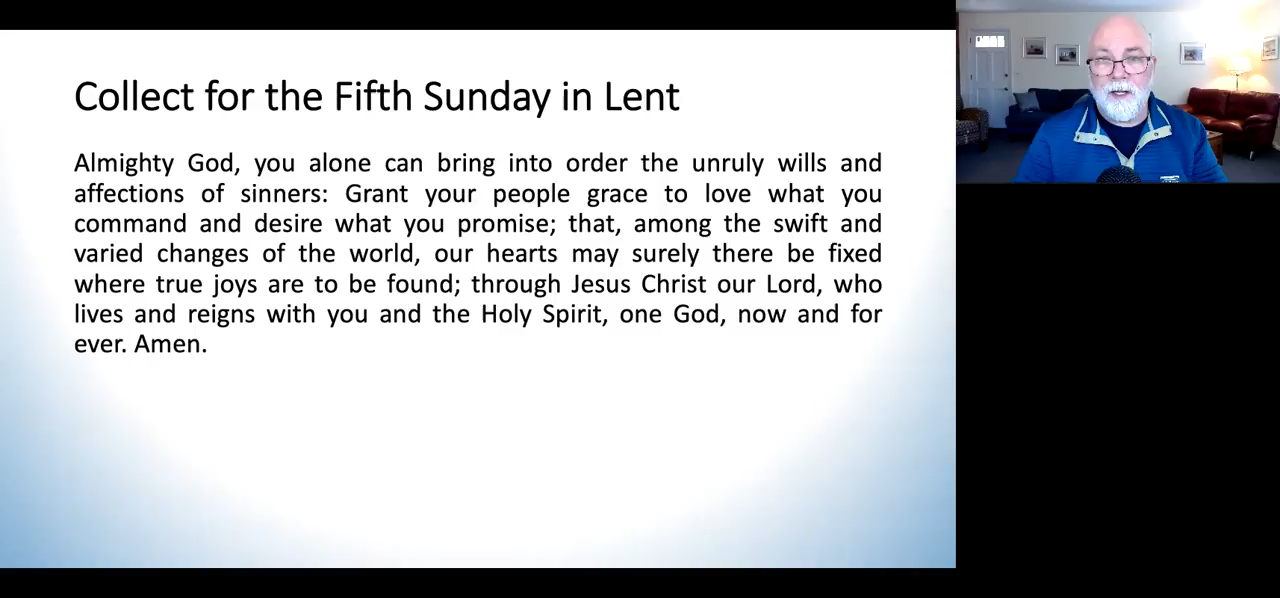 Collect for the Fifth Sunday in Lent
Almighty God, you alone can bring into order the unruly wills and
affections of sinners: Grant your people grace to love what you
command and desire what you promise; that, among the swift and
varied changes of the world, our hearts may surely there be fixed
where true joys are to be found; through Jesus Christ our Lord, who
lives and reigns with you and the Holy Spirit, one God, now and for
ever. Amen.